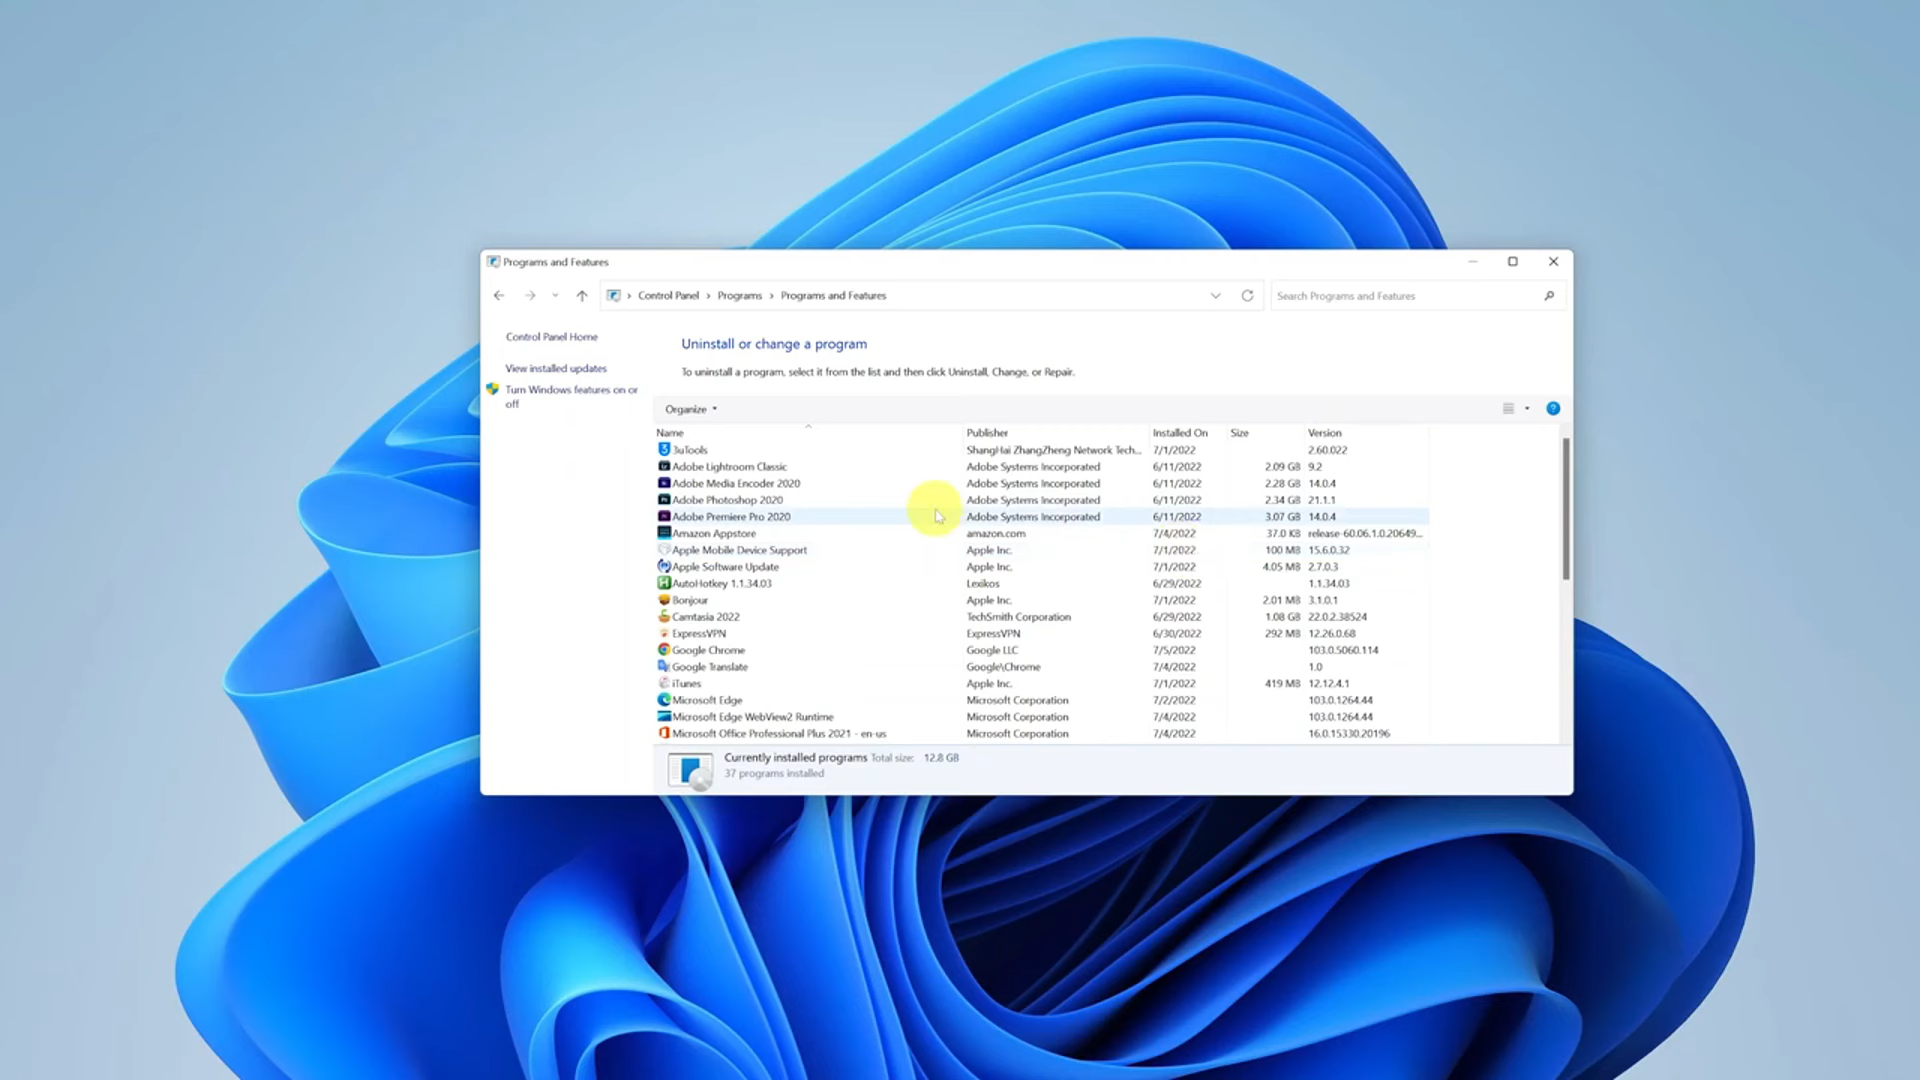 Programs and Features
Control Panel > Programs > Programs and Features
Search Programs and Features
Control Panel Home
View installed updates
Turn Windows features on or
off
Uninstall or change a program
To uninstall a program, select it from the list and then click Uninstall, Change, or Repair.
Organize
Name Publisher Installed On Size Version
3uTools ShangHai ZhangZheng Network Tech... 7/1/2022 2.60.022
Adobe Lightroom Classic Adobe Systems Incorporated 6/11/2022 2.09 GB 9.2
Adobe Media Encoder 2020 Adobe Systems Incorporated 6/11/2022 2.28 GB 14.0.4
Adobe Photoshop 2020 Adobe Systems Incorporated 6/11/2022 2.34 GB 21.1.1
Adobe Premiere Pro 2020 Adobe Systems Incorporated 6/11/2022 3.07 GB 14.0.4
Amazon Appstore amazon.com 7/4/2022 37.0 KB release-60.06.1.0.20649...
Apple Mobile Device Support Apple Inc. 7/1/2022 100 MB 15.6.0.32
Apple Software Update Apple Inc. 7/1/2022 4.05 MB 2.7.0.3
AutoHotkey 1.1.34.03 Lexikos 6/29/2022 1.1.34.03
Bonjour Apple Inc. 7/1/2022 2.01 MB 3.1.0.1
Camtasia 2022 TechSmith Corporation 6/29/2022 1.08 GB 22.0.2.38524
ExpressVPN ExpressVPN 6/30/2022 292 MB 12.26.0.68
Google Chrome Google LLC 7/5/2022 103.0.5060.114
Google Translate Google\Chrome 7/4/2022 1.0
iTunes Apple Inc. 7/1/2022 419 MB 12.12.4.1
Microsoft Edge Microsoft Corporation 7/2/2022 103.0.1264.44
Microsoft Edge WebView2 Runtime Microsoft Corporation 7/4/2022 103.0.1264.44
Microsoft Office Professional Plus 2021 - en-us Microsoft Corporation 7/4/2022 16.0.15330.20196
Currently installed programs Total size: 12.8 GB
37 programs installed